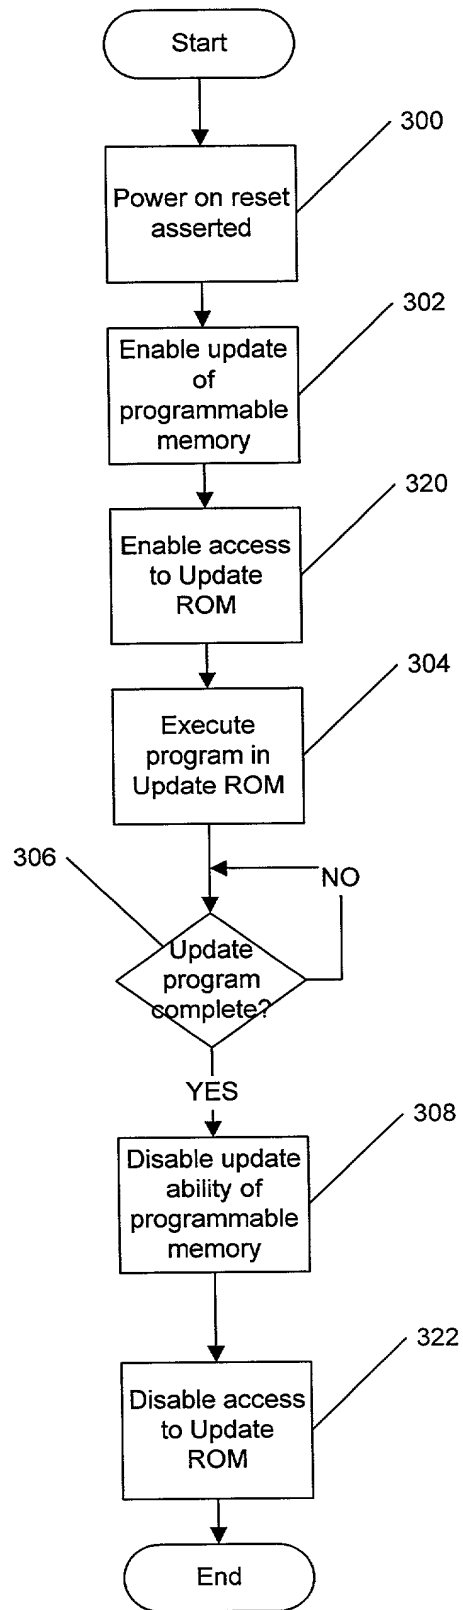 Start
300
Power on reset
asserted
302
Enable update
of
programmable
memory
320
Enable access
to Update
ROM
304
Execute
program in
Update ROM
306
NO
Update
program
complete?
YES
308
Disable update
ability of
programmable
memory
322
Disable access
to Update
ROM
End